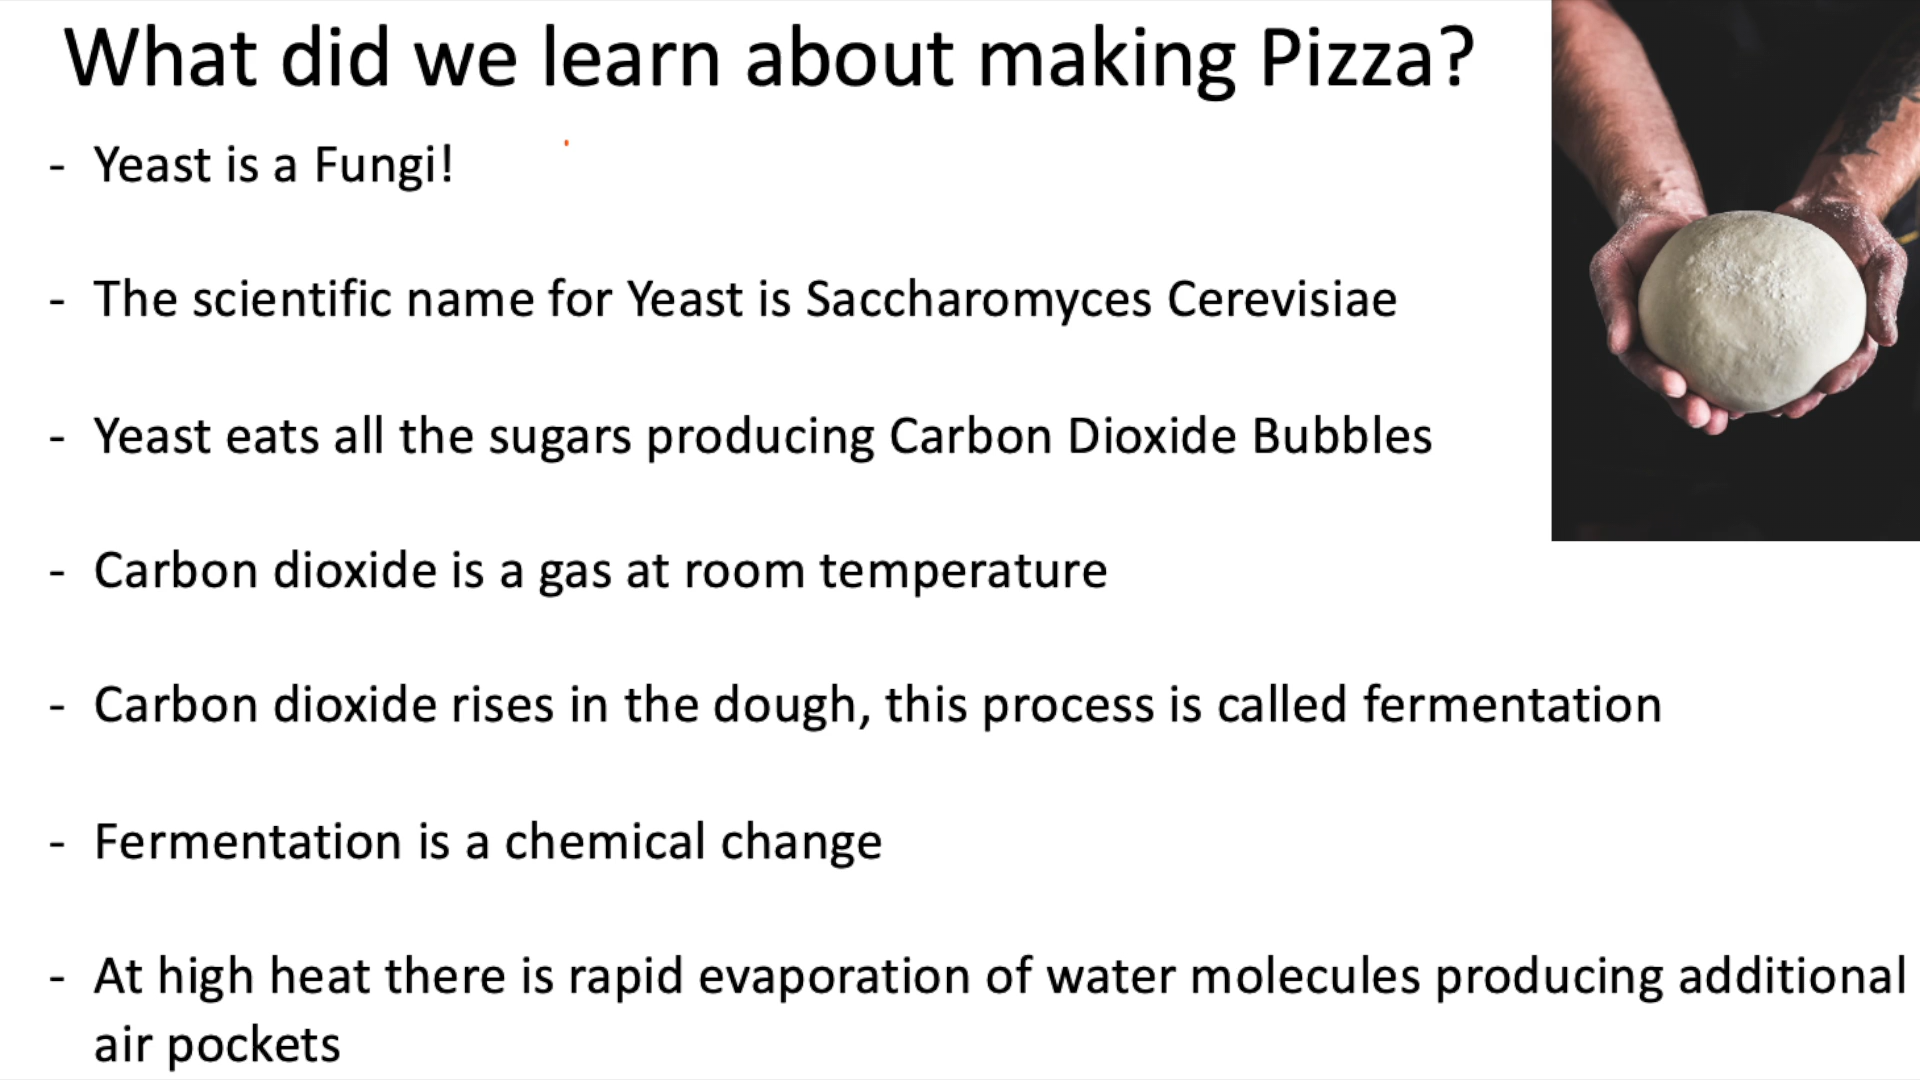 What did we learn about making Pizza?
- Yeast is a Fungi!
- The scientific name for Yeast is Saccharomyces Cerevisiae
- Yeast eats all the sugars producing Carbon Dioxide Bubbles
- Carbon dioxide is a gas at room temperature
- Carbon dioxide rises in the dough, this process is called fermentation
- Fermentation is a chemical change
- At high heat there is rapid evaporation of water molecules producing additional
air pockets